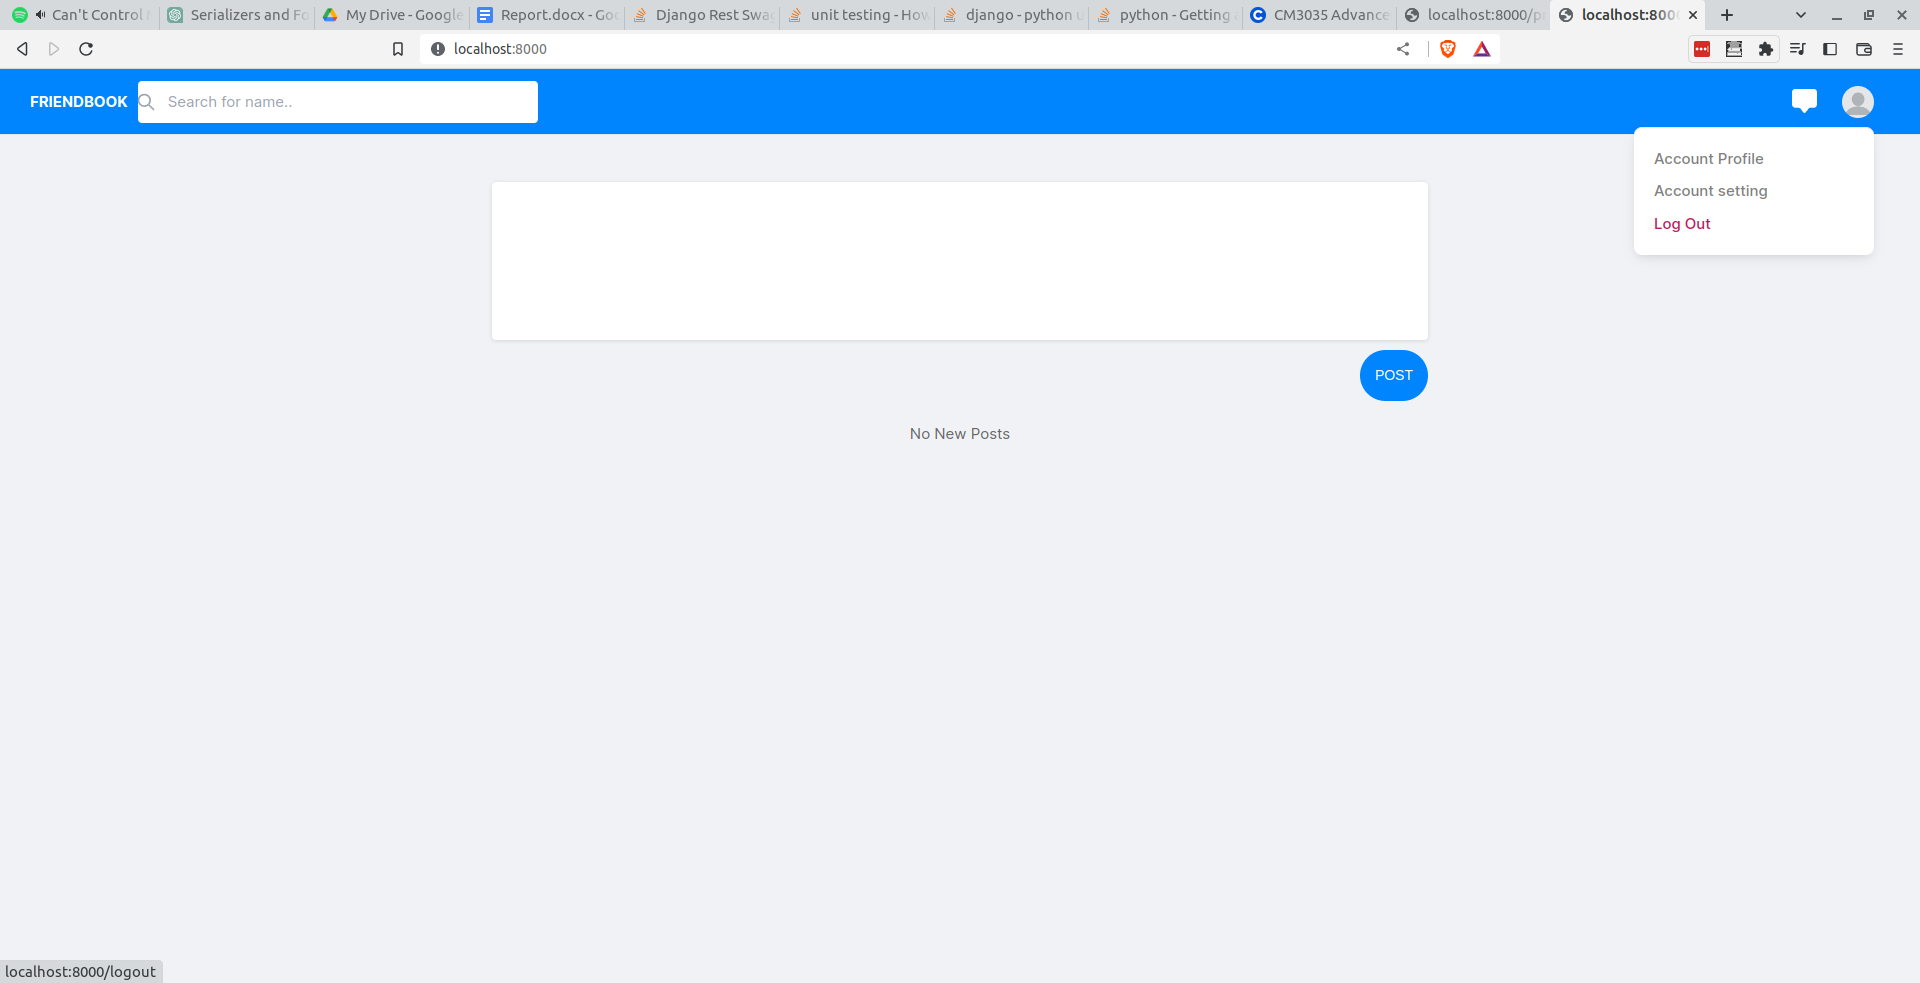 Can't Control
Serializers and Fo
My Drive - Google
Report.docx - Goo
Django Rest Swag
unit testing - How
django - python u
python - Getting
CM3035 Advance
localhost:8000/p
localhost:8000
localhost:8000
FRIENDBOOK
Search for name..
Account Profile
Account setting
Log Out
POST
No New Posts
localhost:8000/logout